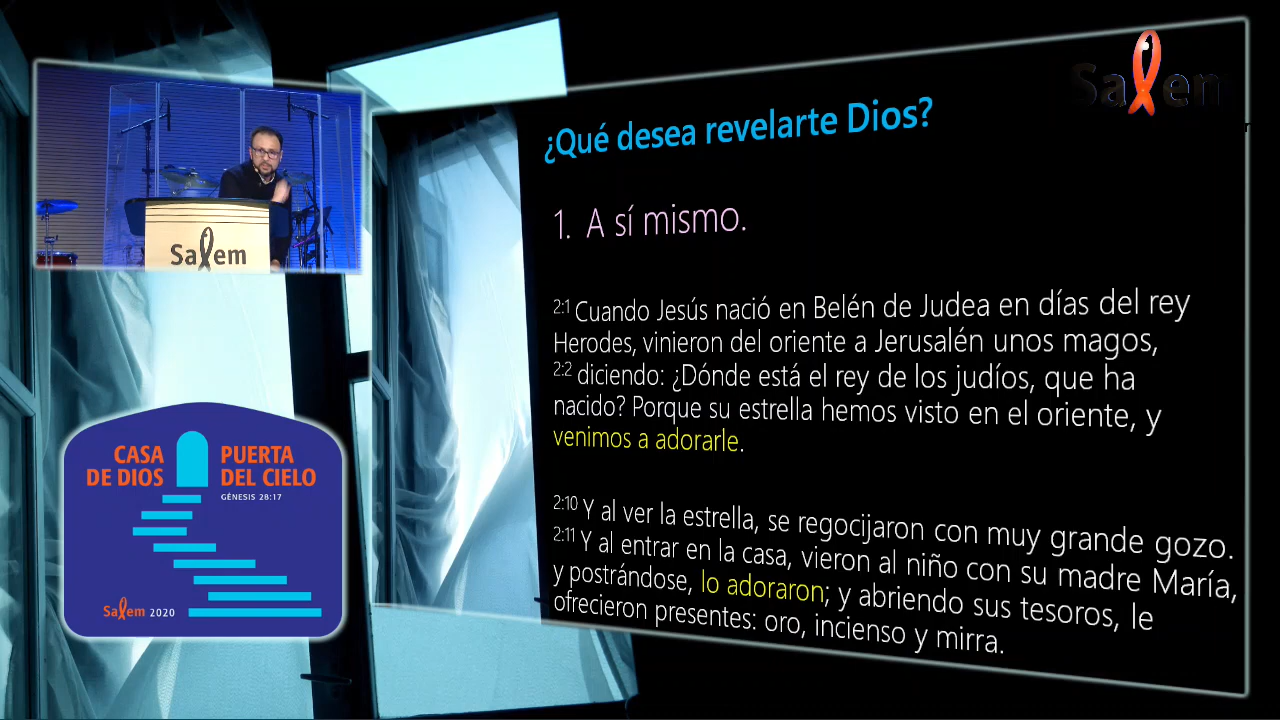 Salem
¿Qué desea revelarte Dios?
1. A sí mismo.
2:1 Cuando Jesús nació en Belén de Judea en días del rey
Herodes, vinieron del oriente a Jerusalén unos magos,
2:2 diciendo: ¿Dónde está el rey de los judíos, que ha
nacido? Porque su estrella hemos visto en el oriente, y
venimos a adorarle.
2:10 Y al ver la estrella, se regocijaron con muy grande gozo.
2:11 Y al entrar en la casa, vieron al niño con su madre María,
y postrándose, lo adoraron; y abriendo sus tesoros, le
ofrecieron presentes: oro, incienso y mirra.
Salem
CASA
DE DIOS
PUERTA
DEL CIELO
GÉNESIS 28:17
Salem 2020